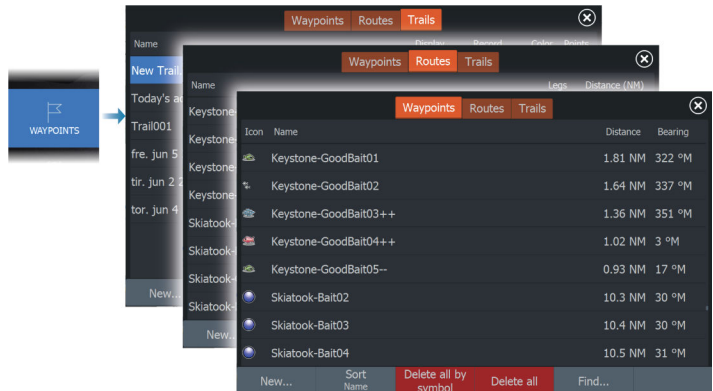 WAYPOINTS
Waypoints Routes Trails
Name Display Record Color Points
New Trail
Today's
Trail001
fre. jun 5
tir. jun 2
tor. jun 4
New...
Waypoints Routes Trails
Name Legs Distance (NM)
Keystone-
Keystone-
Keystone-
Keystone-
Skiatook-
Skiatook-
Skiatook-
Skiatook-
New...
Waypoints Routes Trails
Icon Name Distance Bearing
Keystone-GoodBait01 1.81 NM 322 °M
Keystone-GoodBait02 1.64 NM 337 °M
Keystone-GoodBait03++ 1.36 NM 351 °M
Keystone-GoodBait04++ 1.02 NM 3 °M
Keystone-GoodBait05-- 0.93 NM 17 °M
Skiatook-Bait02 10.3 NM 30 °M
Skiatook-Bait03 10.4 NM 30 °M
Skiatook-Bait04 10.5 NM 31 °M
New... Sort Name Delete all by symbol Delete all Find...